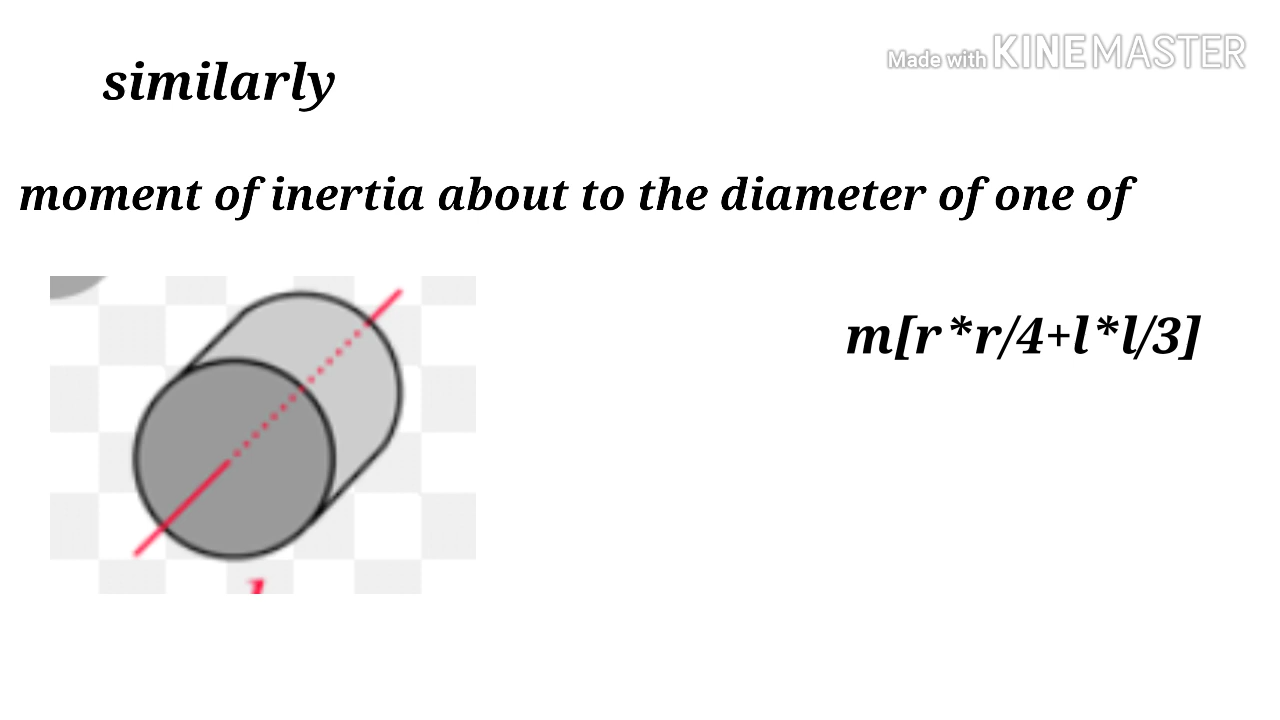 Made with KINEMASTER
similarly
moment of inertia about to the diameter of one of
m[r*r/4+l*l/3]